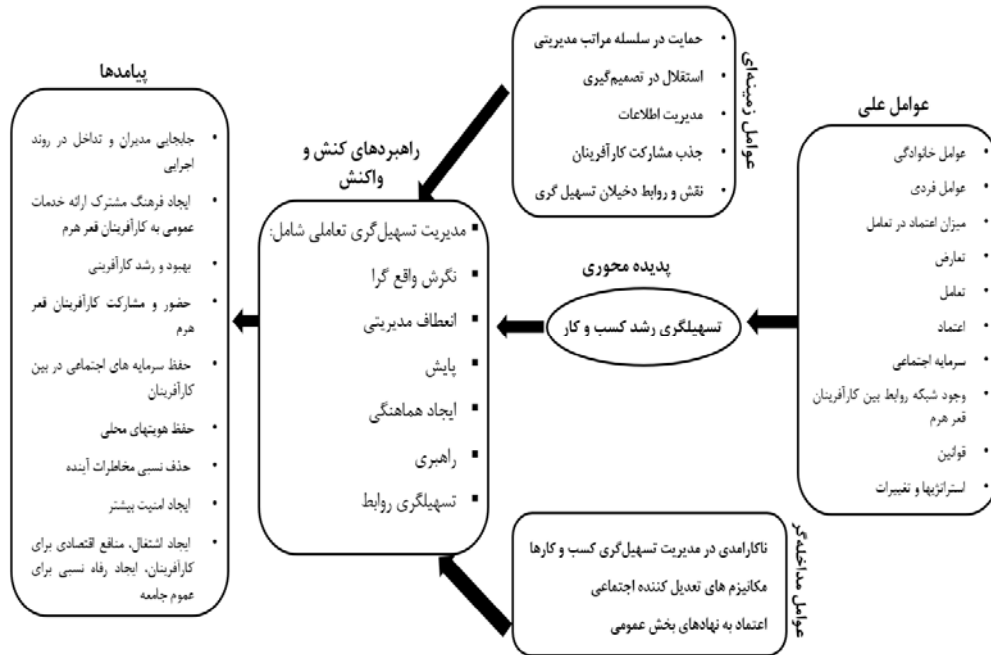 عوامل علی
عوامل خانوادگی
عوامل فردی
میزان اعتماد در تعامل
تعارض
تعامل
اعتماد
سرمایه اجتماعی
وجود شبکه روابط بین کارآفرینان
قعر هرم
قوانین
استراتژیها و تغییرات
عوامل زمینه‌ای
حمایت در سلسله مراتب مدیریتی
استقلال در تصمیم‌گیری
مدیریت اطلاعات
جذب مشارکت کارآفرینان
نقش و روابط دخیلان تسهیل گری
پدیده محوری
تسهیلگری رشد کسب و کار
عوامل مداخله‌گر
ناکارامدی در مدیریت تسهیل‌گری کسب و کارها
مکانیزم های تعدیل کننده اجتماعی
اعتماد به نهادهای بخش عمومی
راهبردهای کنش و
واکنش
مدیریت تسهیل‌گری تعاملی شامل:
نگرش واقع گرا
انعطاف مدیریتی
پایش
ایجاد هماهنگی
راهبری
تسهیلگری روابط
پیامدها
جابجایی مدیران و تداخل در روند
اجرایی
ایجاد فرهنگ مشترک ارائه خدمات
عمومی به کارآفرینان قعر هرم
بهبود و رشد کارآفرینی
حضور و مشارکت کارآفرینان قعر
هرم
حفظ سرمایه های اجتماعی در بین
کارآفرینان
حفظ هویتهای محلی
حذف نسبی مخاطرات آینده
ایجاد امنیت بیشتر
ایجاد اشتغال، منافع اقتصادی برای
کارآفرینان، ایجاد رفاه نسبی برای
عموم جامعه